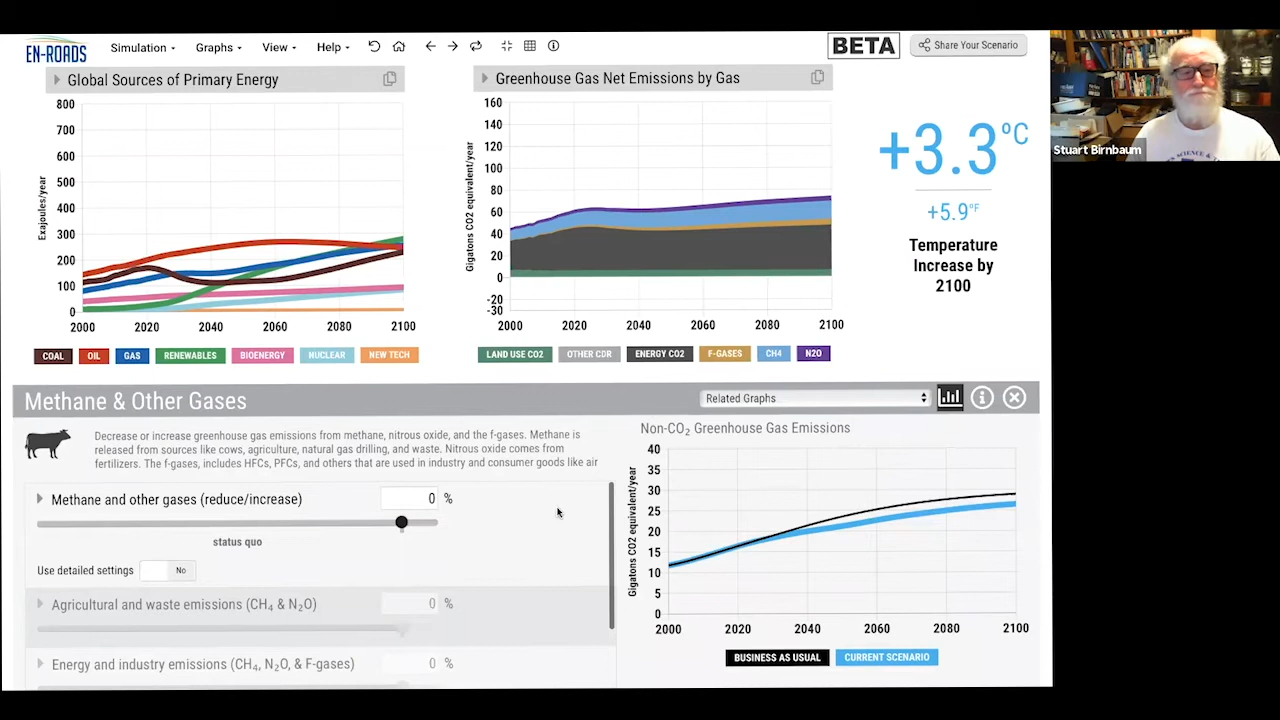 EN-ROADS
Simulation
Graphs
View
Help
BETA
Share Your Scenario
Global Sources of Primary Energy
800
700
600
500
400
300
200
100
0
Exajoules/year
2000 2020 2040 2060 2080 2100
COAL OIL GAS RENEWABLES BIOENERGY NUCLEAR NEW TECH
Greenhouse Gas Net Emissions by Gas
160
140
120
100
80
60
40
20
0
-20
-30
Gigatons CO2 equivalent/year
2000 2020 2040 2060 2080 2100
LAND USE CO2 OTHER CDR ENERGY CO2 F-GASES CH4 N2O
+3.3°C
+5.9°F
Temperature
Increase by
2100
Stuart Birnbaum
Methane & Other Gases
Related Graphs
Decrease or increase greenhouse gas emissions from methane, nitrous oxide, and the f-gases. Methane is
released from sources like cows, agriculture, natural gas drilling, and waste. Nitrous oxide comes from
fertilizers. The f-gases, includes HFCs, PFCs, and others that are used in industry and consumer goods like air
Methane and other gases (reduce/increase) 0 %
status quo
Use detailed settings No
Agricultural and waste emissions (CH₄ & N₂O) 0 %
Energy and industry emissions (CH₄, N₂O, & F-gases) 0 %
Non-CO₂ Greenhouse Gas Emissions
40
35
30
25
20
15
10
5
0
Gigatons CO2 equivalent/year
2000 2020 2040 2060 2080 2100
BUSINESS AS USUAL CURRENT SCENARIO